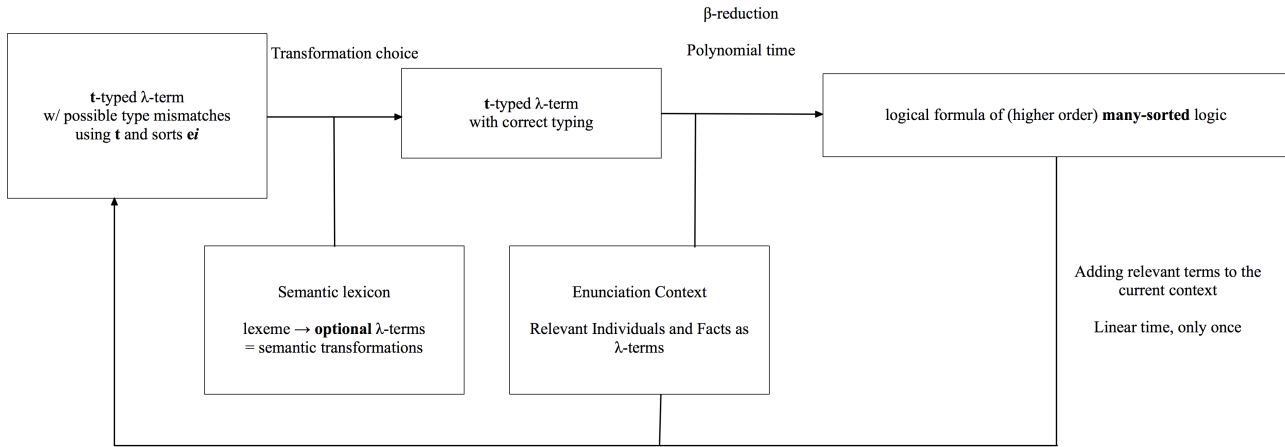 β-reduction
Transformation choice
Polynomial time
t-typed λ-term
w/ possible type mismatches
using t and sorts ei
t-typed λ-term
with correct typing
logical formula of (higher order) many-sorted logic
Semantic lexicon
lexeme → optional λ-terms
= semantic transformations
Enunciation Context
Relevant Individuals and Facts as
λ-terms
Adding relevant terms to the
current context
Linear time, only once